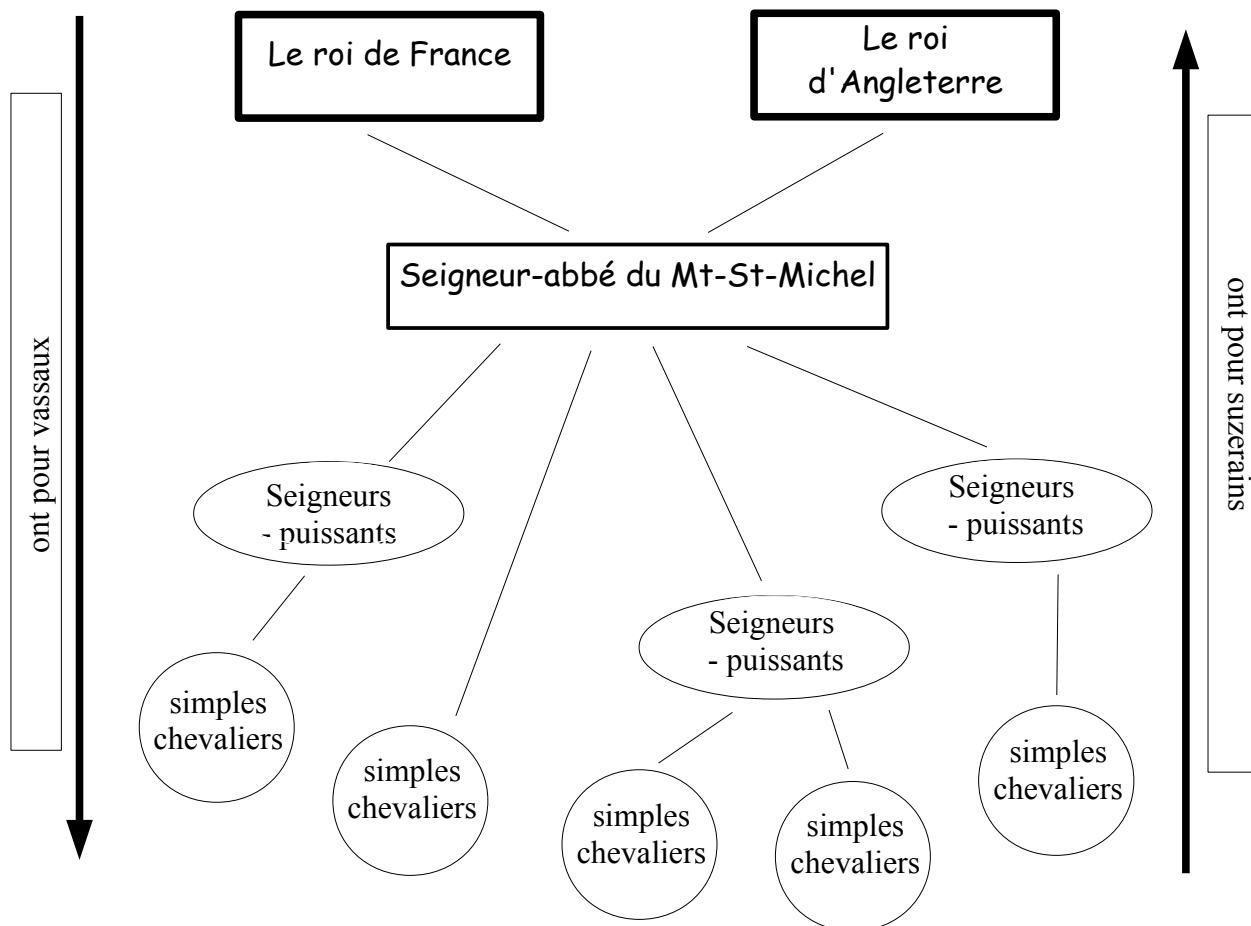 Le roi de France
Le roi
d'Angleterre
Seigneur-abbé du Mt-St-Michel
ont pour vassaux
ont pour suzerains
Seigneurs
- puissants
Seigneurs
- puissants
Seigneurs
- puissants
simples
chevaliers
simples
chevaliers
simples
chevaliers
simples
chevaliers
simples
chevaliers